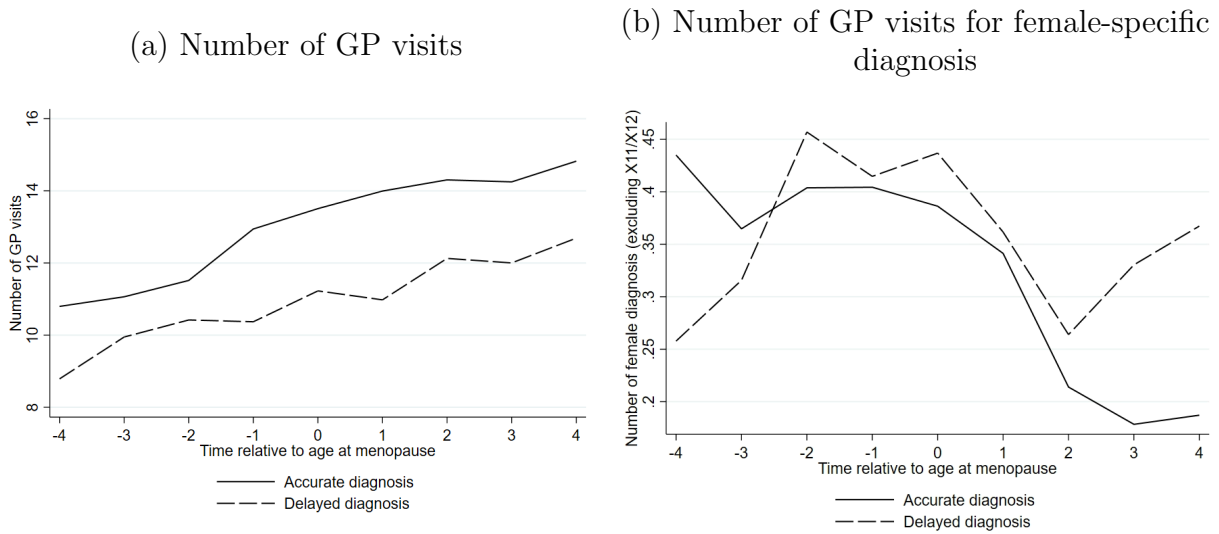 (a) Number of GP visits
Number of GP visits
16
14
12
10
8
-4 -3 -2 -1 0 1 2 3 4
Time relative to age at menopause
Accurate diagnosis
Delayed diagnosis
(b) Number of GP visits for female-specific
diagnosis
Number of female diagnosis (excluding X11/X12)
.45
.4
.35
.3
.25
.2
-4 -3 -2 -1 0 1 2 3 4
Time relative to age at menopause
Accurate diagnosis
Delayed diagnosis